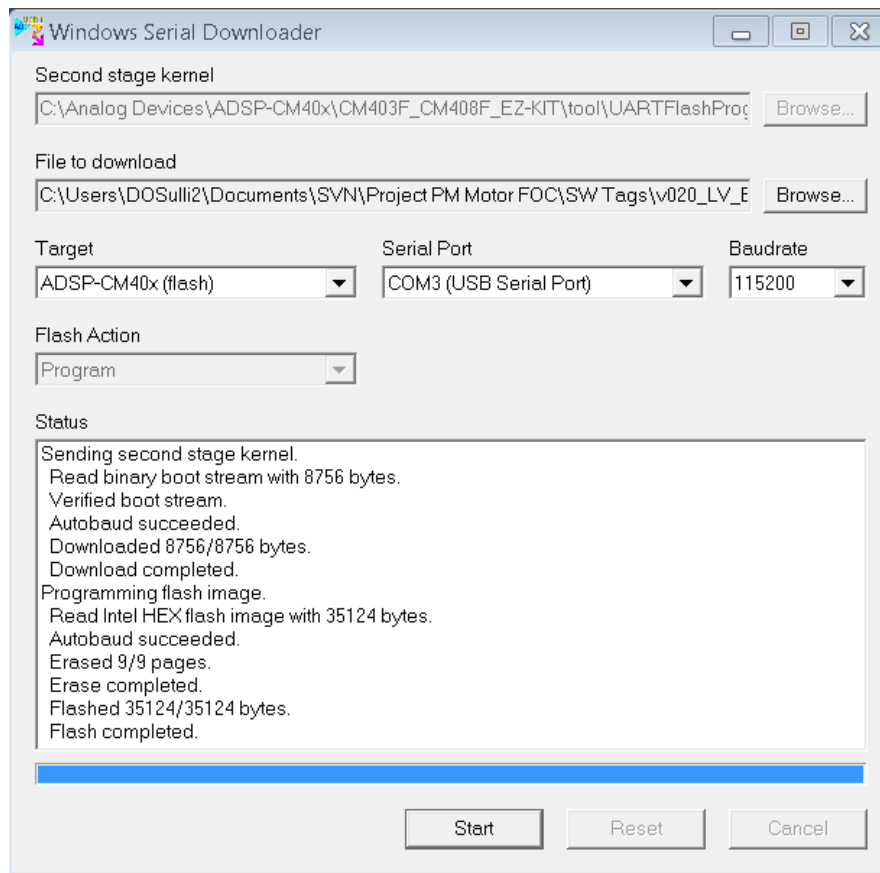 Windows Serial Downloader
Second stage kernel
C:\Analog Devices\ADSP-CM40x\CM403F_CM408F_EZ-KIT\tool\UARTFlashProg
Browse...
File to download
C:\Users\DOSulli2\Documents\SVN\Project PM Motor FOC\SW Tags\v020_LV_E
Browse...
Target Serial Port Baudrate
ADSP-CM40x (flash) COM3 (USB Serial Port) 115200
Flash Action
Program
Status
Sending second stage kernel.
Read binary boot stream with 8756 bytes.
Verified boot stream.
Autobaud succeeded.
Downloaded 8756/8756 bytes.
Download completed.
Programming flash image.
Read Intel HEX flash image with 35124 bytes.
Autobaud succeeded.
Erased 9/9 pages.
Erase completed.
Flashed 35124/35124 bytes.
Flash completed.
Start Reset Cancel